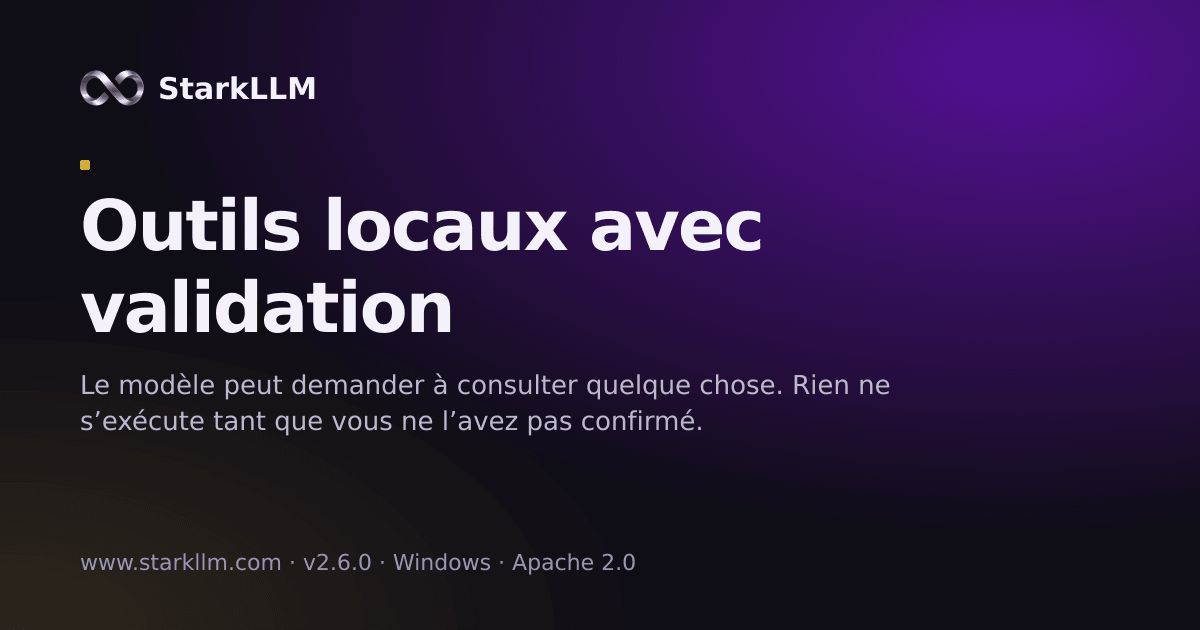 StarkLLM
Outils locaux avec
validation
Le modèle peut demander à consulter quelque chose. Rien ne
s’exécute tant que vous ne l’avez pas confirmé.
www.starkllm.com · v2.6.0 · Windows · Apache 2.0